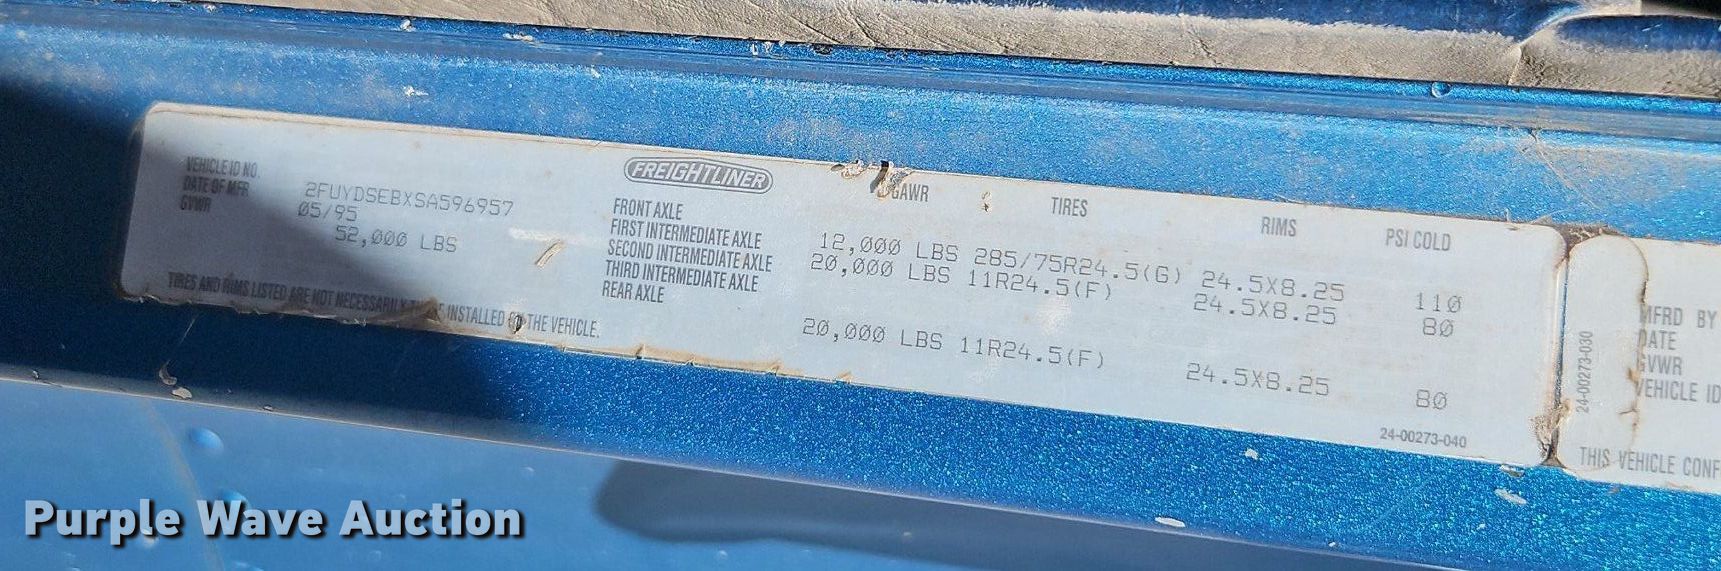 FREIGHTLINER
VEHICLE ID NO. 2FUYDSEBXSA596957
DATE OF MFR 05/95
GVWR 52,000 LBS
GAWR TIRES RIMS PSI COLD
FRONT AXLE 12,000 LBS 285/75R24.5(G) 24.5X8.25 110
FIRST INTERMEDIATE AXLE 20,000 LBS 11R24.5(F) 24.5X8.25 80
SECOND INTERMEDIATE AXLE
THIRD INTERMEDIATE AXLE
REAR AXLE 20,000 LBS 11R24.5(F) 24.5X8.25 80
TIRES AND RIMS LISTED ARE NOT NECESSARILY INSTALLED THE VEHICLE.
24-00273-040
24-00273-030
MFRD BY
DATE
GVWR
VEHICLE ID
THIS VEHICLE CONF
Purple Wave Auction